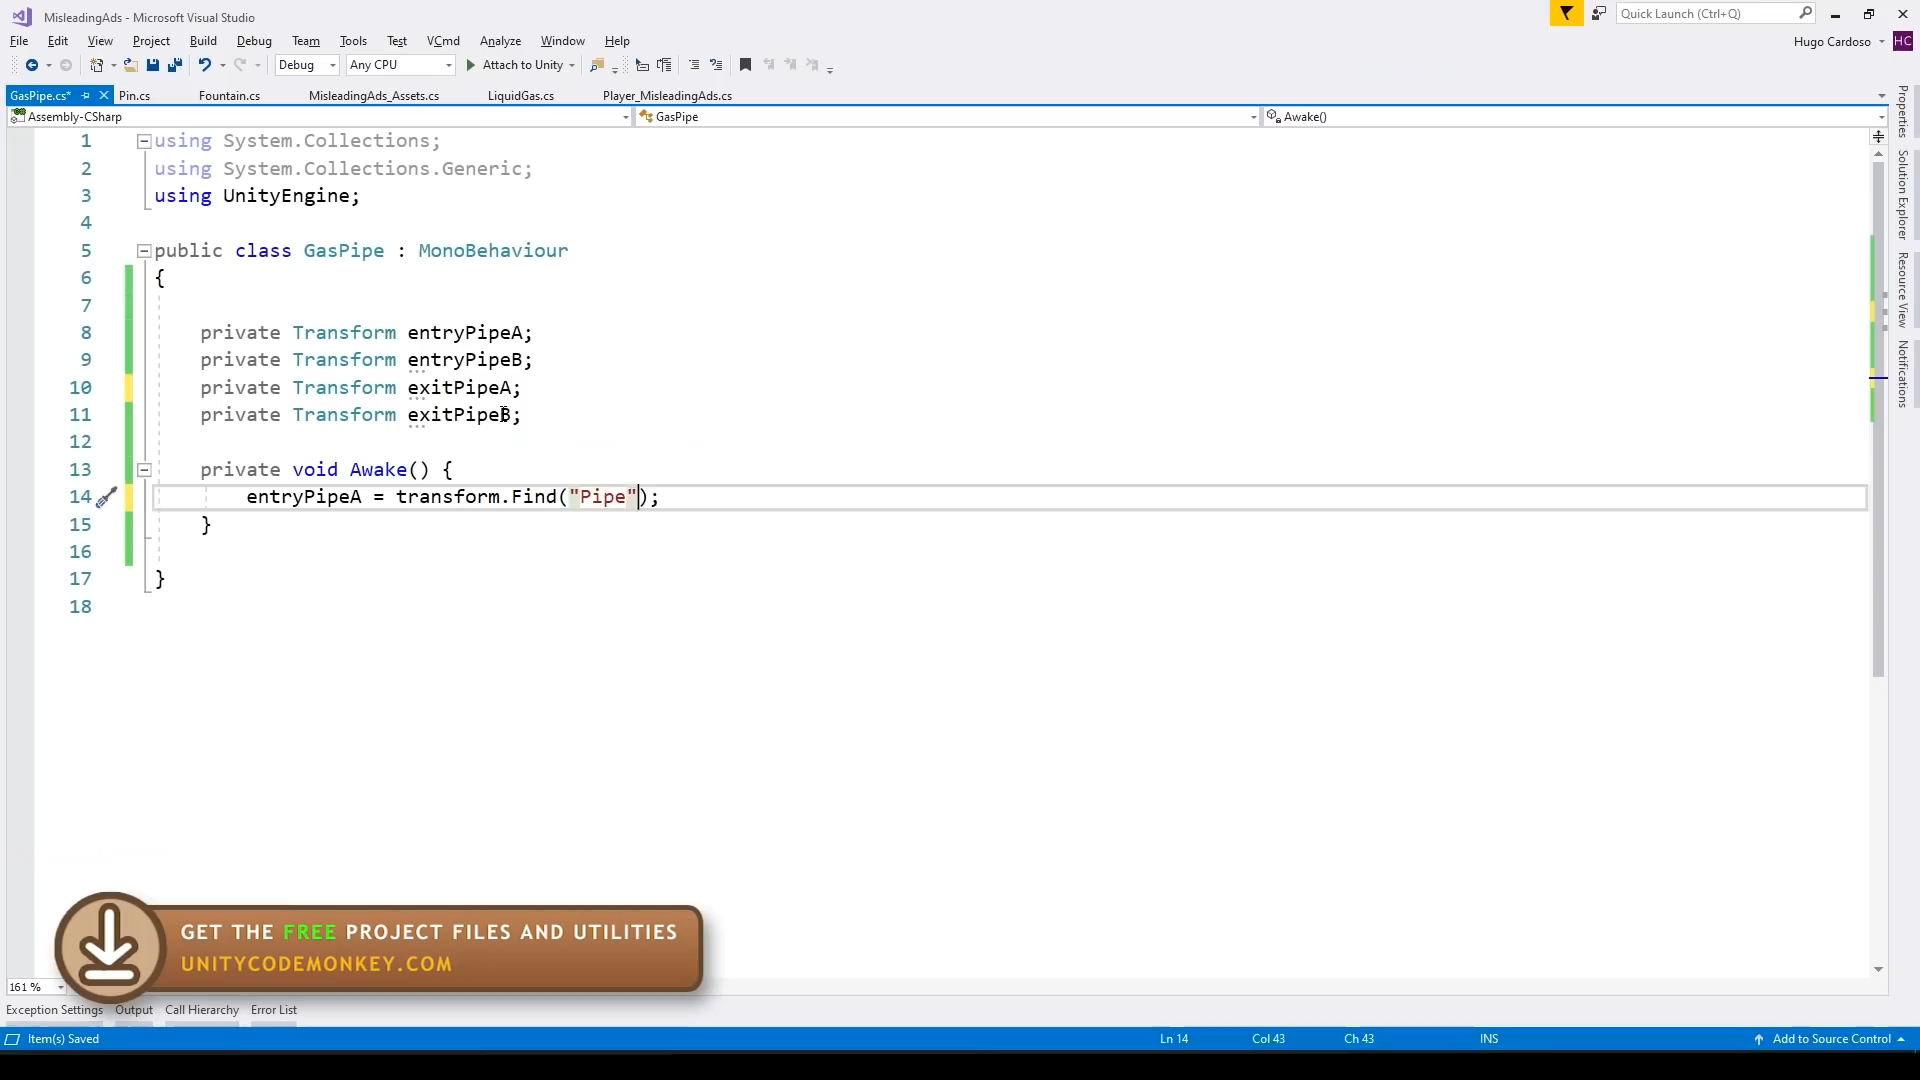 MisleadingAds - Microsoft Visual Studio
Quick Launch (Ctrl+Q)
File Edit View Project Build Debug Team Tools Test VCmd Analyze Window Help
Hugo Cardoso HC
Debug Any CPU Attach to Unity
GasPipe.cs* Pin.cs Fountain.cs MisleadingAds_Assets.cs LiquidGas.cs Player_MisleadingAds.cs
Assembly-CSharp GasPipe Awake()
1 using System.Collections;
2 using System.Collections.Generic;
3 using UnityEngine;
4
5 public class GasPipe : MonoBehaviour
6 {
7
8 private Transform entryPipeA;
9 private Transform entryPipeB;
10 private Transform exitPipeA;
11 private Transform exitPipeB;
12
13 private void Awake() {
14 entryPipeA = transform.Find("Pipe");
15 }
16
17 }
18
Properties
Solution Explorer
Resource View
Notifications
GET THE FREE PROJECT FILES AND UTILITIES
UNITYCODEMONKEY.COM
161 %
Exception Settings Output Call Hierarchy Error List
Item(s) Saved Ln 14 Col 43 Ch 43 INS Add to Source Control